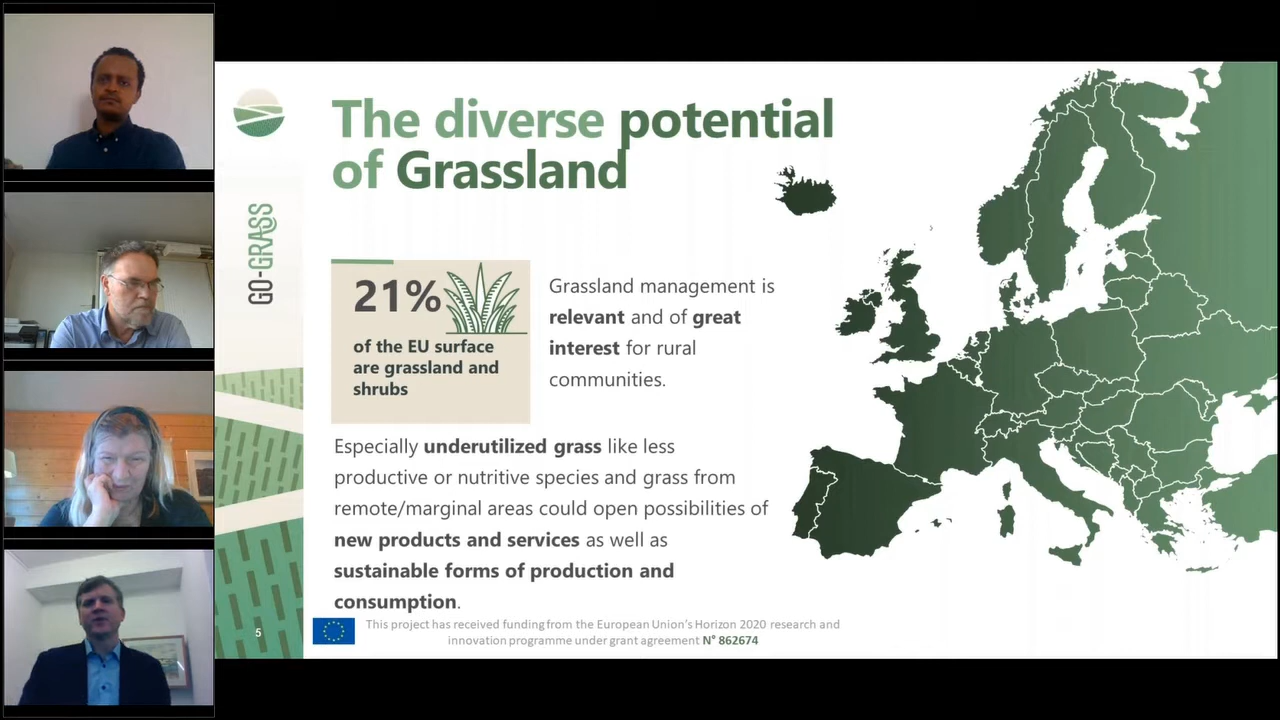 The diverse potential
of Grassland
GO-GRASS
21%
of the EU surface
are grassland and
shrubs
Grassland management is
relevant and of great
interest for rural
communities.
Especially underutilized grass like less
productive or nutritive species and grass from
remote/marginal areas could open possibilities of
new products and services as well as
sustainable forms of production and
consumption.
5
This project has received funding from the European Union's Horizon 2020 research and
innovation programme under grant agreement N° 862674